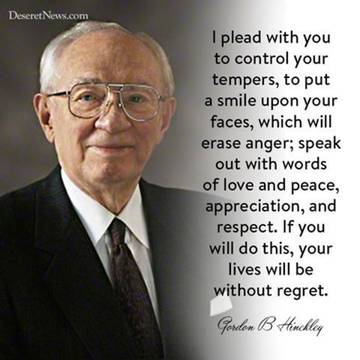 DeseretNews.com
I plead with you
to control your
tempers, to put
a smile upon your
faces, which will
erase anger; speak
out with words
of love and peace,
appreciation, and
respect. If you
will do this, your
lives will be
without regret.
Gordon B Hinckley